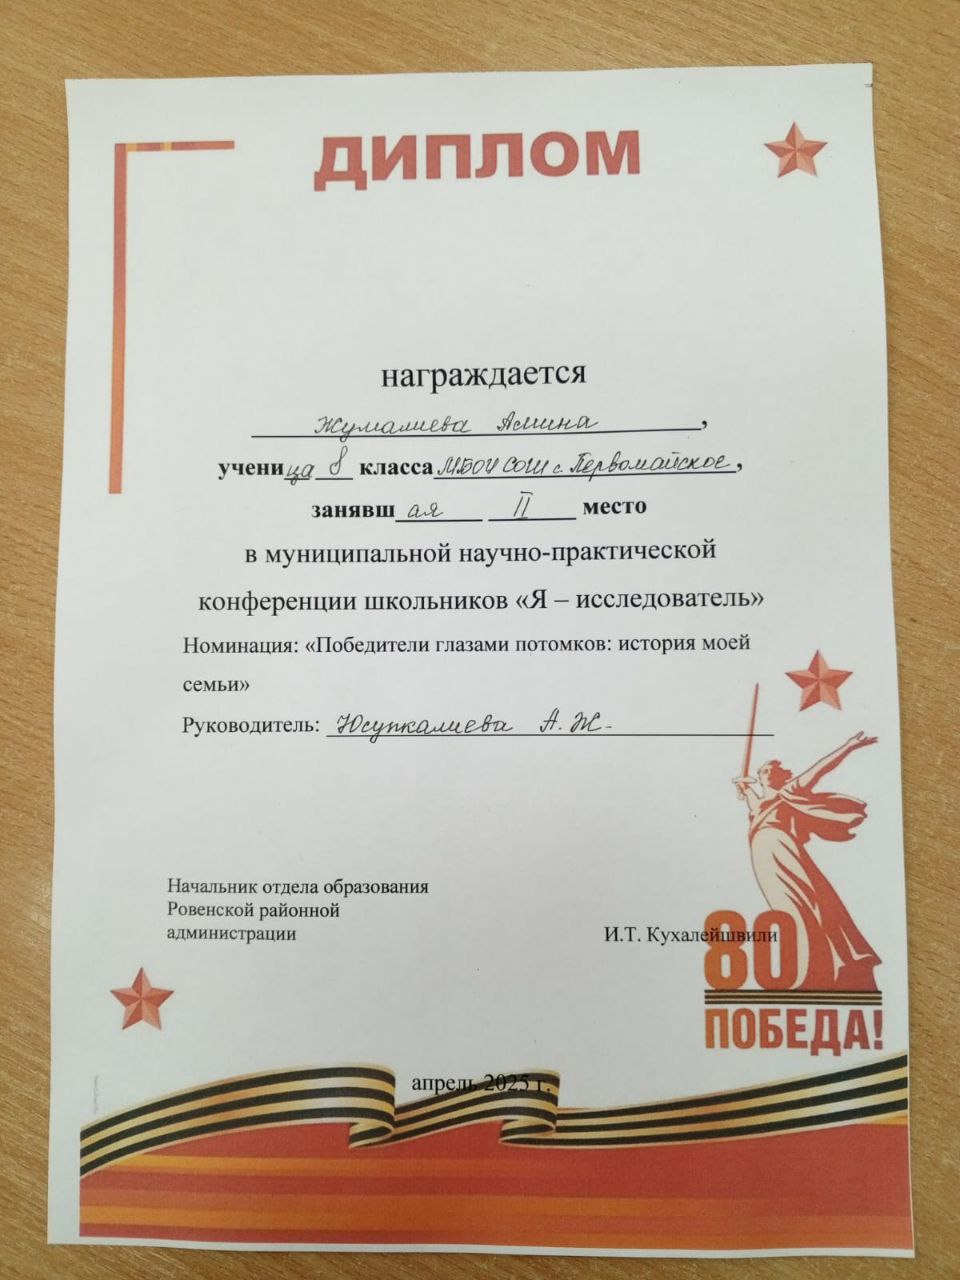 ДИПЛОМ
награждается
Жумалиева Амина,
ученица 8 класса МБОУ СОШ с. Первомайское,
занявшая II место
в муниципальной научно-практической
конференции школьников «Я – исследователь»
Номинация: «Победители глазами потомков: история моей
семьи»
Руководитель: Юсупкалиева А.Ж.
Начальник отдела образования
Ровенской районной
администрации И.Т. Кухалейшвили
80
ПОБЕДА!
апрель 2025 г.